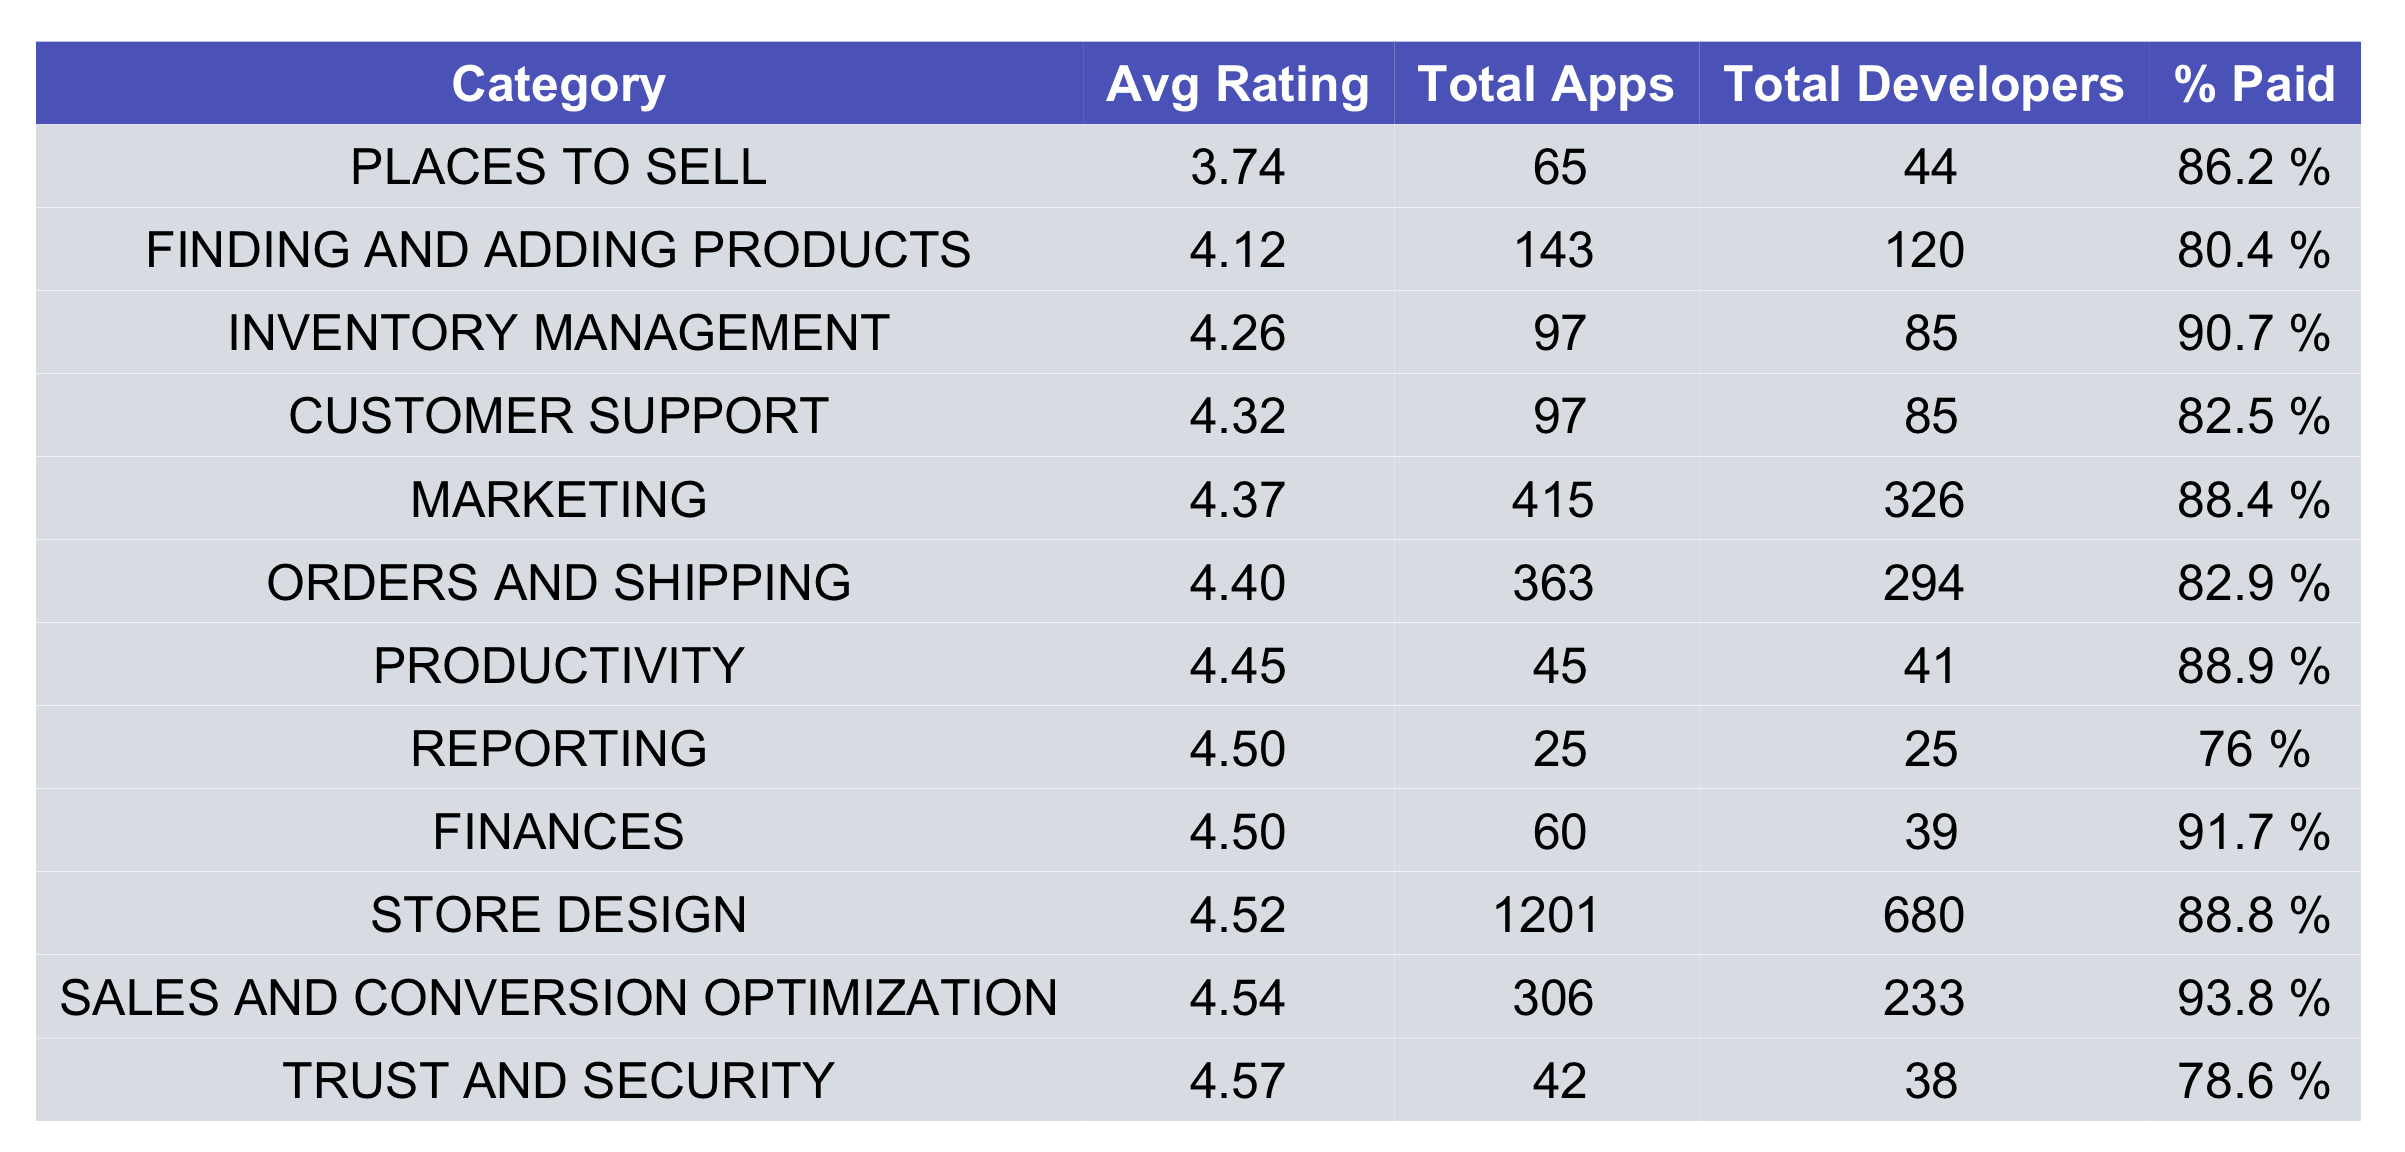 Category Avg Rating Total Apps Total Developers % Paid
PLACES TO SELL 3.74 65 44 86.2 %
FINDING AND ADDING PRODUCTS 4.12 143 120 80.4 %
INVENTORY MANAGEMENT 4.26 97 85 90.7 %
CUSTOMER SUPPORT 4.32 97 85 82.5 %
MARKETING 4.37 415 326 88.4 %
ORDERS AND SHIPPING 4.40 363 294 82.9 %
PRODUCTIVITY 4.45 45 41 88.9 %
REPORTING 4.50 25 25 76 %
FINANCES 4.50 60 39 91.7 %
STORE DESIGN 4.52 1201 680 88.8 %
SALES AND CONVERSION OPTIMIZATION 4.54 306 233 93.8 %
TRUST AND SECURITY 4.57 42 38 78.6 %